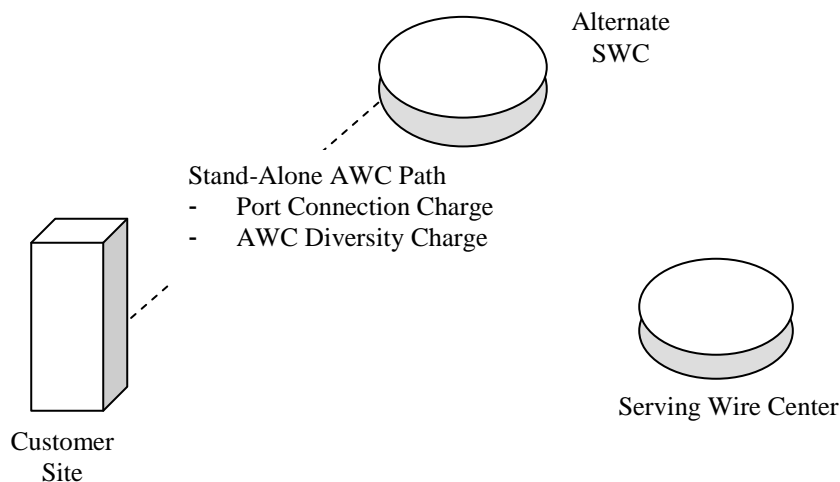 Alternate
SWC
Stand-Alone AWC Path
- Port Connection Charge
- AWC Diversity Charge
Serving Wire Center
Customer
Site